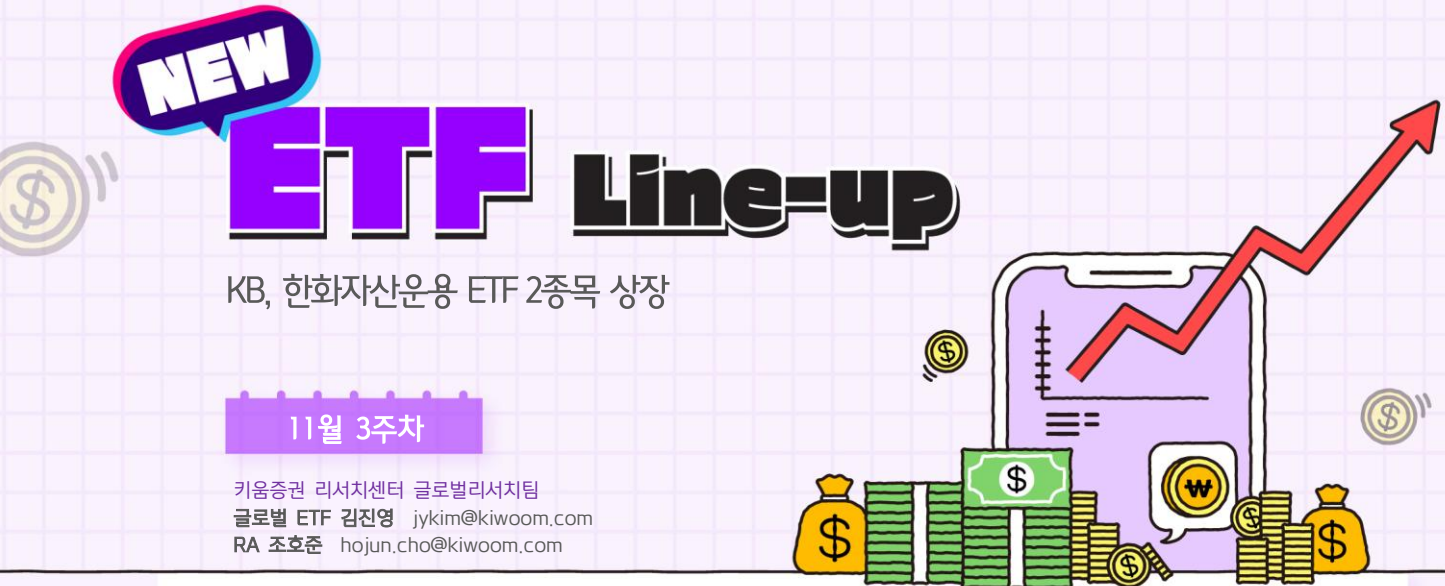 NEW
ETF Line-up
KB, 한화자산운용 ETF 2종목 상장
11월 3주차
키움증권 리서치센터 글로벌리서치팀
글로벌 ETF 김진영 jykim@kiwoom.com
RA 조호준 hojun.cho@kiwoom.com